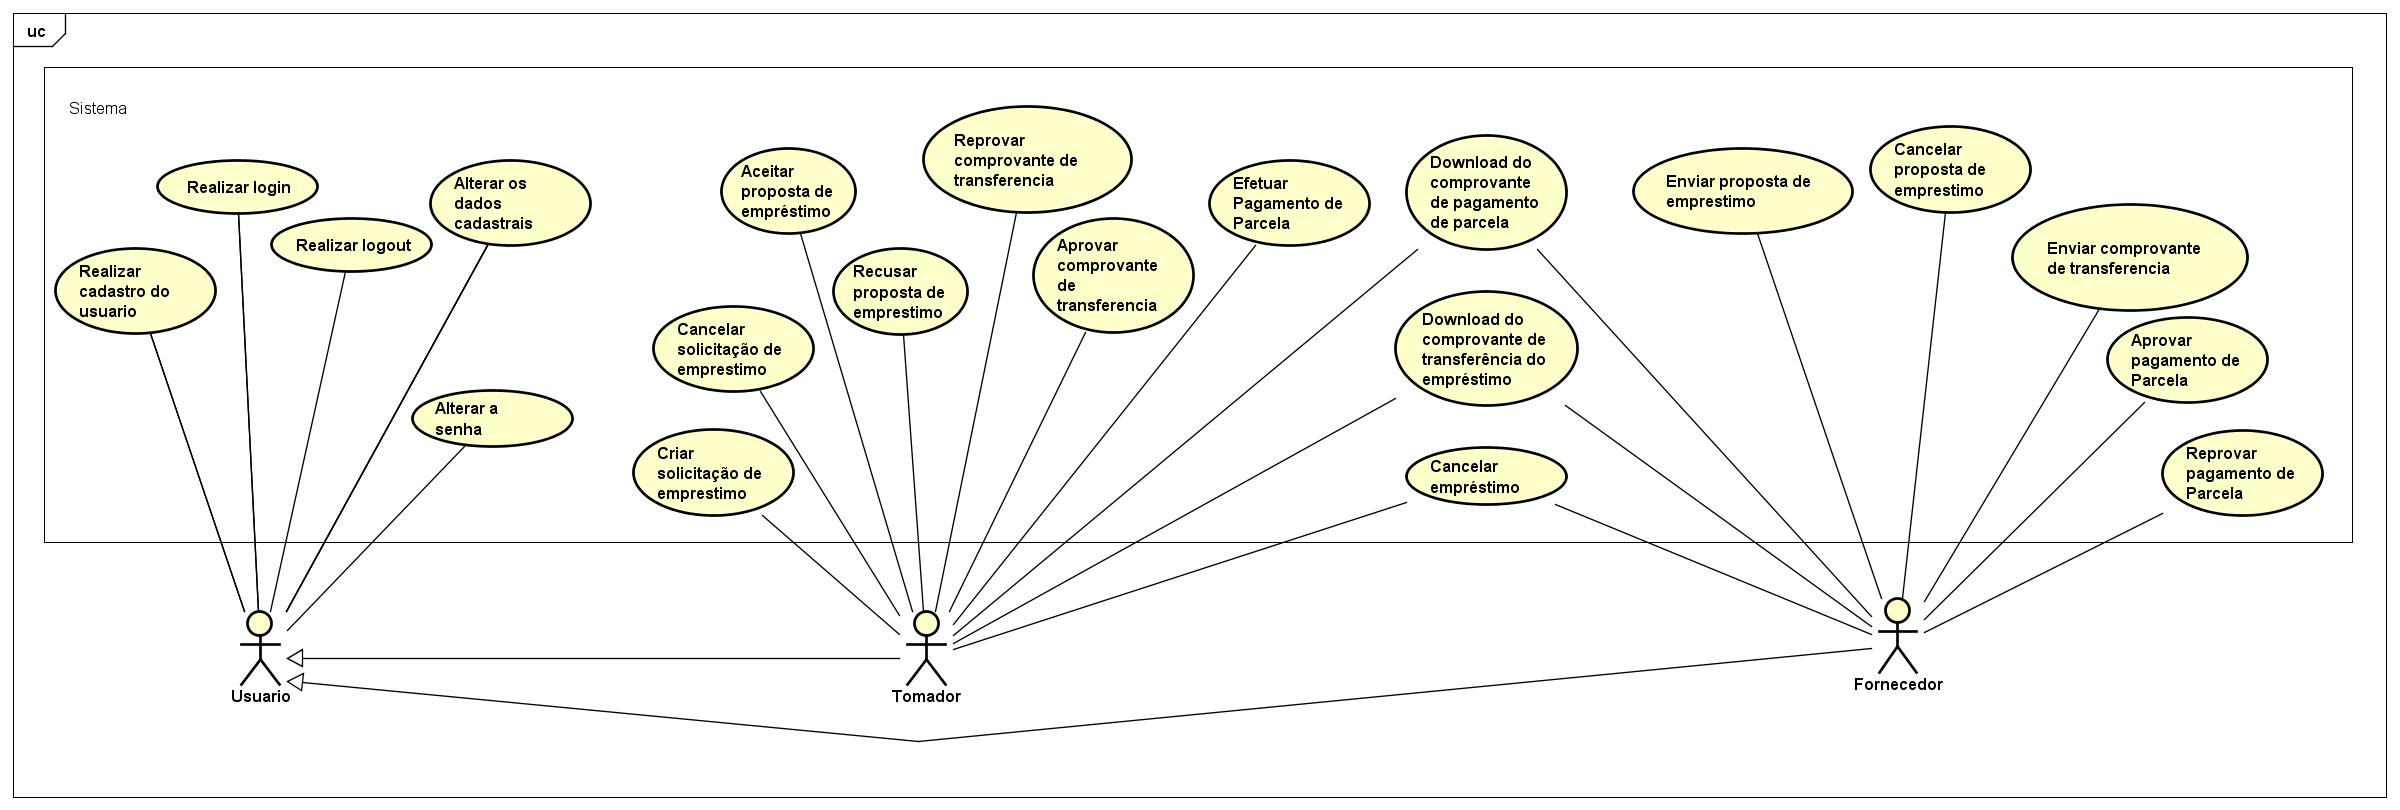 uc
Sistema
Realizar login
Realizar logout
Alterar os
dados
cadastrais
Realizar
cadastro do
usuario
Alterar a
senha
Aceitar
proposta de
empréstimo
Reprovar
comprovante de
transferencia
Efetuar
Pagamento de
Parcela
Recusar
proposta de
emprestimo
Aprovar
comprovante
de
transferencia
Cancelar
solicitação de
emprestimo
Criar
solicitação de
emprestimo
Download do
comprovante
de pagamento
de parcela
Download do
comprovante de
transferência do
empréstimo
Cancelar
empréstimo
Enviar proposta de
emprestimo
Cancelar
proposta de
emprestimo
Enviar comprovante
de transferencia
Aprovar
pagamento de
Parcela
Reprovar
pagamento de
Parcela
Usuario
Tomador
Fornecedor